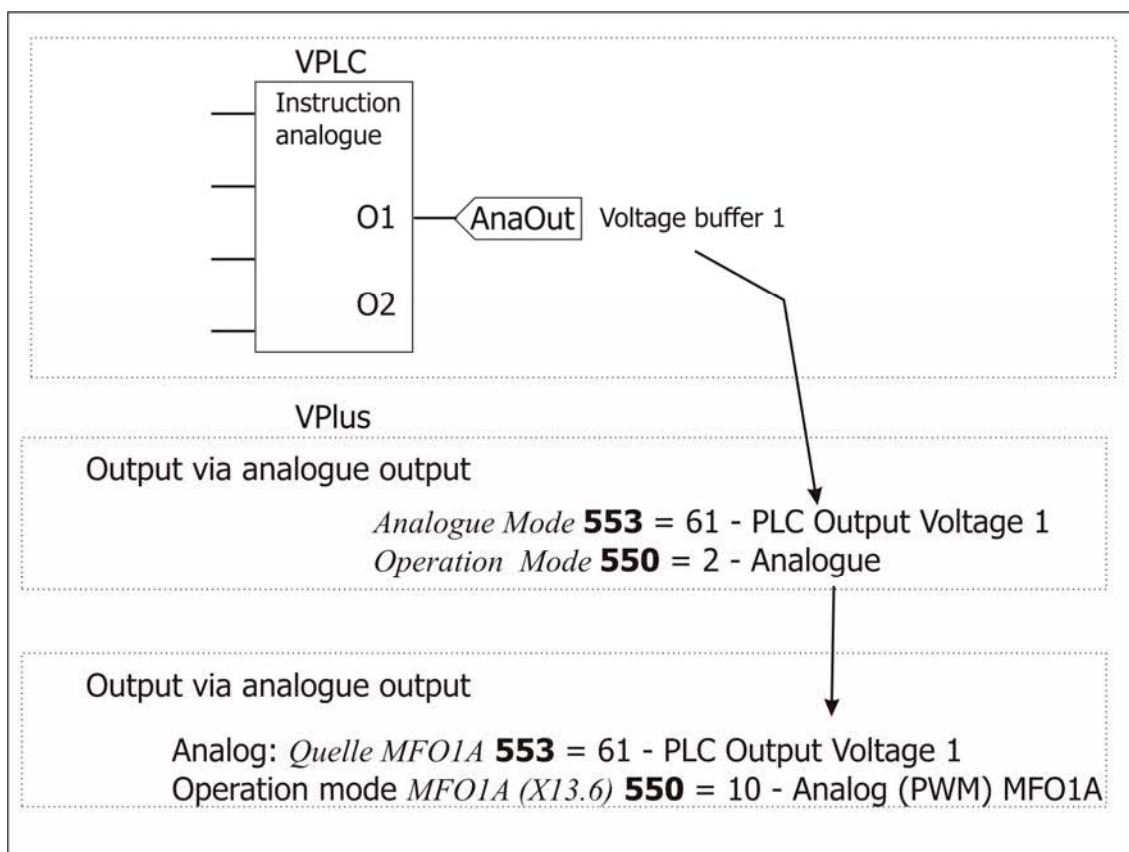 VPLC
Instruction
analogue
O1
AnaOut
Voltage buffer 1
O2
VPlus
Output via analogue output
Analogue Mode 553 = 61 - PLC Output Voltage 1
Operation Mode 550 = 2 - Analogue
Output via analogue output
Analog: Quelle MFO1A 553 = 61 - PLC Output Voltage 1
Operation mode MFO1A (X13.6) 550 = 10 - Analog (PWM) MFO1A